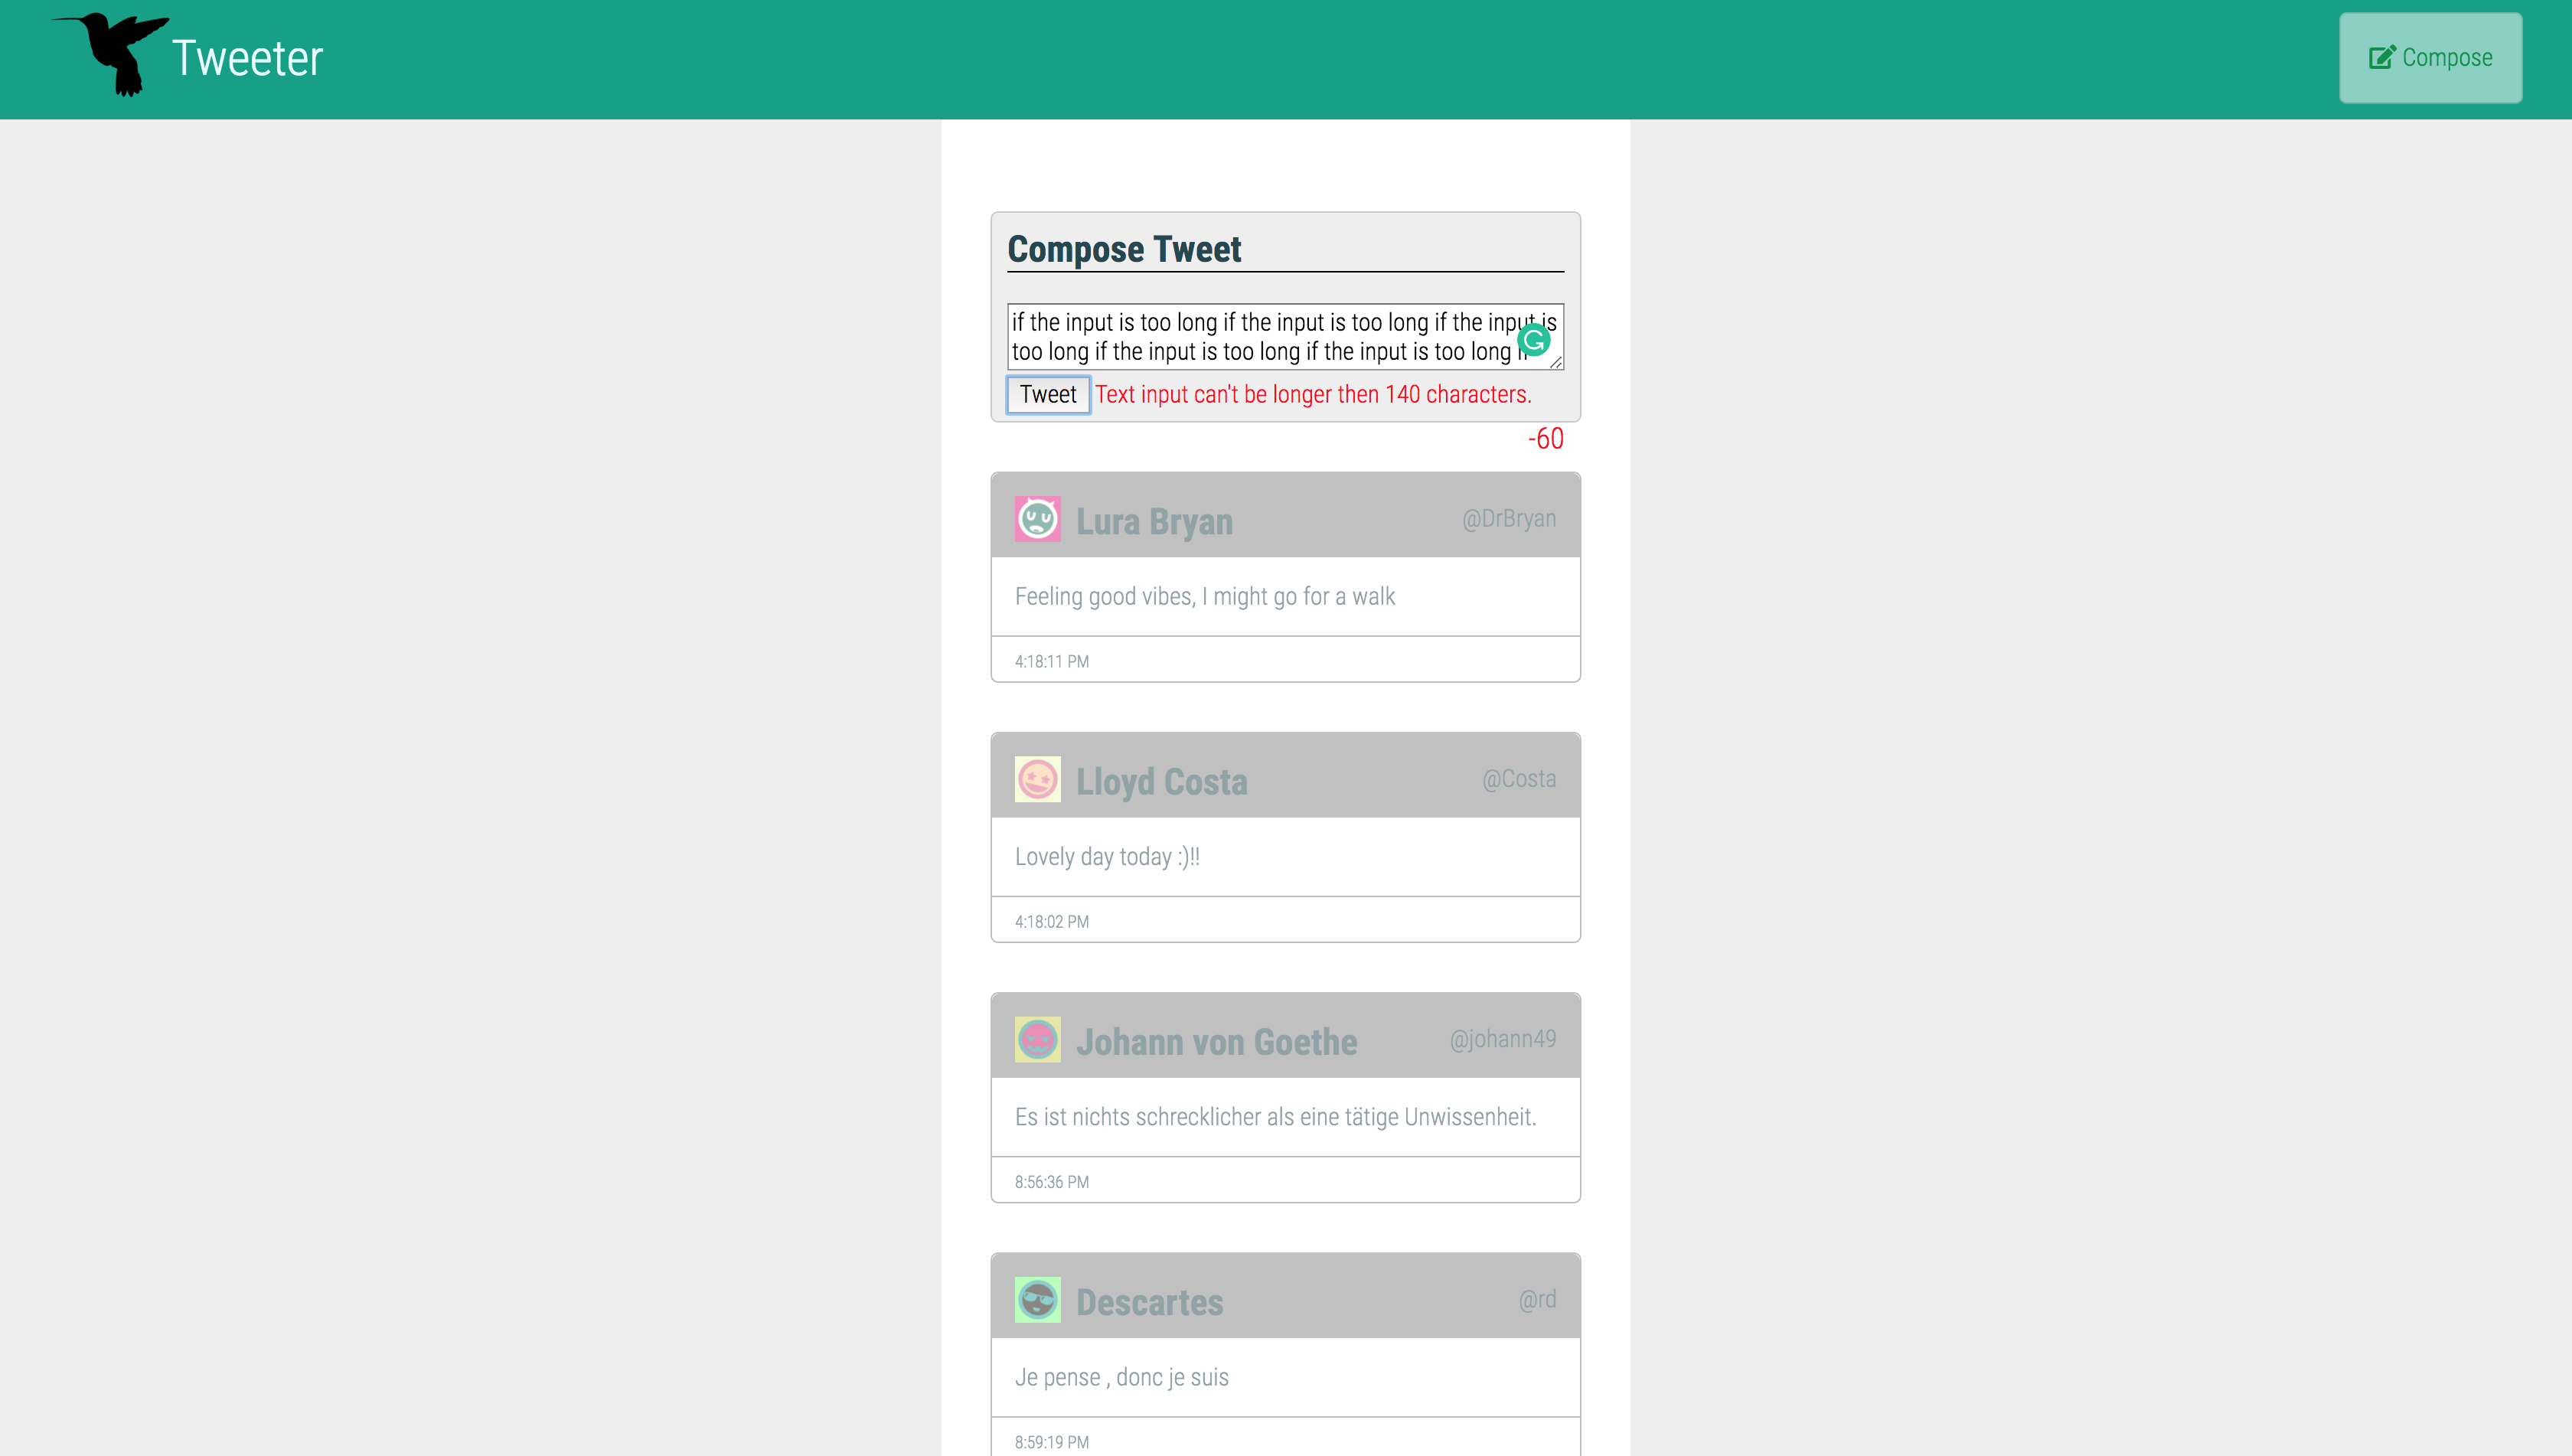 Tweeter
Compose
Compose Tweet
if the input is too long if the input is too long if the input is
too long if the input is too long if the input is too long
Tweet Text input can't be longer then 140 characters.
-60
Lura Bryan @DrBryan
Feeling good vibes, I might go for a walk
4:18:11 PM
Lloyd Costa @Costa
Lovely day today :)!!
4:18:02 PM
Johann von Goethe @johann49
Es ist nichts schrecklicher als eine tätige Unwissenheit.
8:56:36 PM
Descartes @rd
Je pense , donc je suis
8:59:19 PM